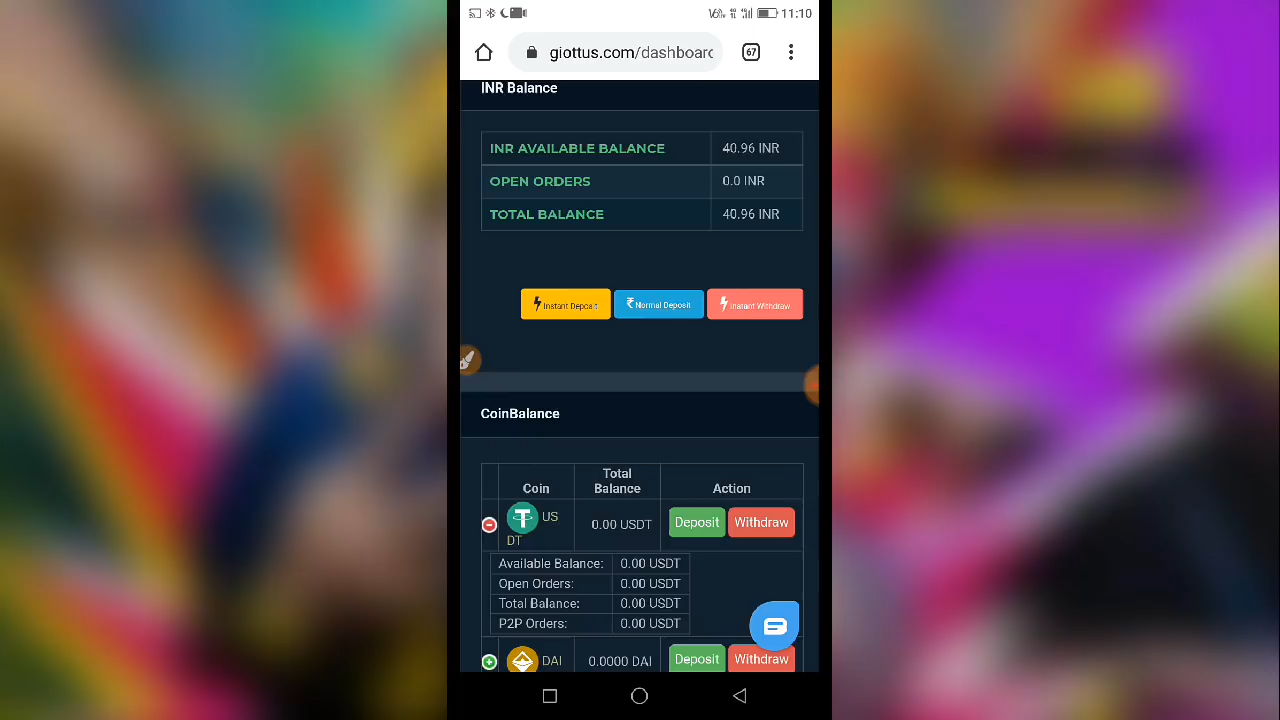 11:10
giottus.com/dashboard
67
INR Balance
INR AVAILABLE BALANCE 40.96 INR
OPEN ORDERS 0.0 INR
TOTAL BALANCE 40.96 INR
Instant Deposit ₹ Normal Deposit Instant Withdraw
CoinBalance
Coin Total Balance Action
USDT 0.00 USDT Deposit Withdraw
Available Balance: 0.00 USDT
Open Orders: 0.00 USDT
Total Balance: 0.00 USDT
P2P Orders: 0.00 USDT
DAI 0.0000 DAI Deposit Withdraw